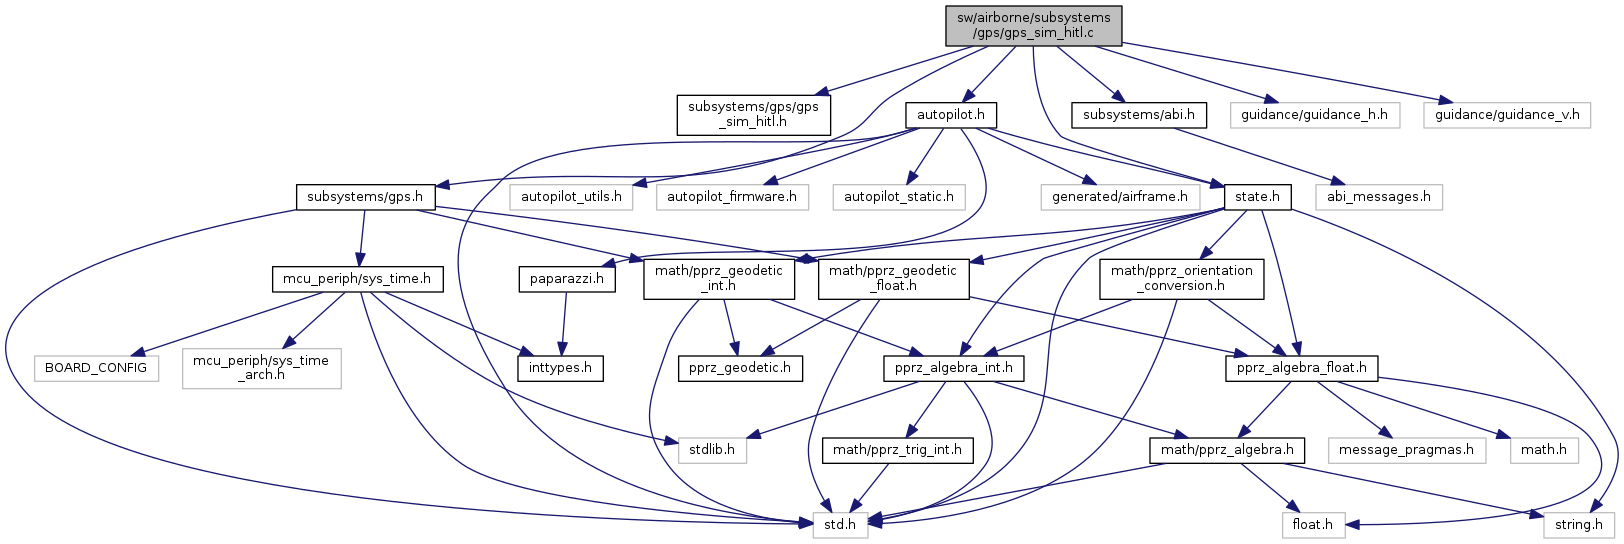 sw/airborne/subsystems
/gps/gps_sim_hitl.c
subsystems/gps/gps
_sim_hitl.h
autopilot.h
subsystems/abi.h
guidance/guidance_h.h
guidance/guidance_v.h
subsystems/gps.h
autopilot_utils.h
autopilot_firmware.h
autopilot_static.h
generated/airframe.h
state.h
abi_messages.h
mcu_periph/sys_time.h
paparazzi.h
math/pprz_geodetic
_int.h
math/pprz_geodetic
_float.h
math/pprz_orientation
_conversion.h
BOARD_CONFIG
mcu_periph/sys_time
_arch.h
inttypes.h
pprz_geodetic.h
pprz_algebra_int.h
pprz_algebra_float.h
stdlib.h
math/pprz_trig_int.h
math/pprz_algebra.h
message_pragmas.h
math.h
std.h
float.h
string.h